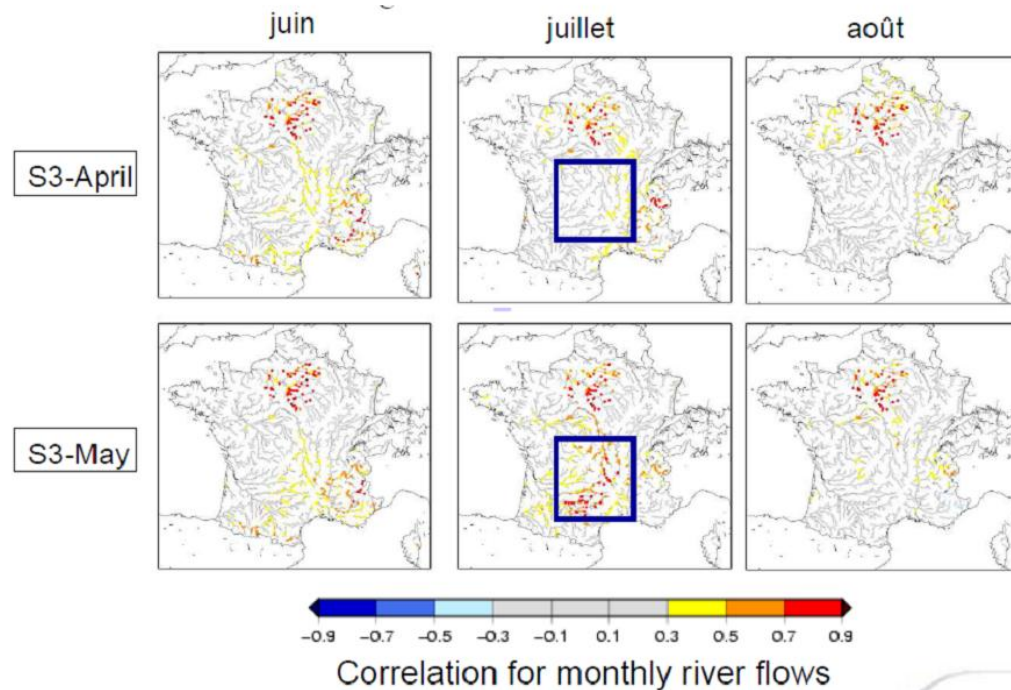 juin
juillet
août
S3-April
S3-May
−0.9 −0.7 −0.5 −0.3 −0.1 0.1 0.3 0.5 0.7 0.9
Correlation for monthly river flows